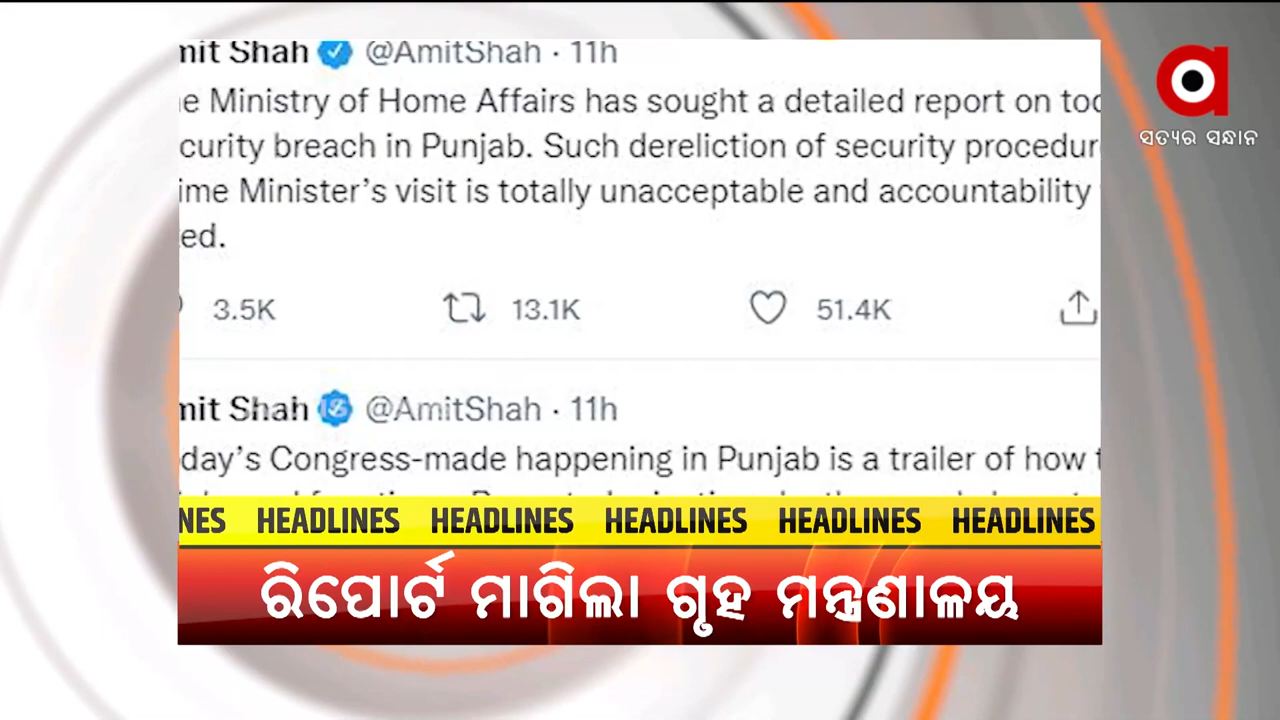 mit Shah @AmitShah · 11h
e Ministry of Home Affairs has sought a detailed report on
curity breach in Punjab. Such dereliction of security procedur
ime Minister's visit is totally unacceptable and accountability
ed.
3.5K 13.1K 51.4K
mit Shah @AmitShah · 11h
day's Congress-made happening in Punjab is a trailer of how
NES HEADLINES HEADLINES HEADLINES HEADLINES HEADLINES
ରିପୋର୍ଟ ମାଗିଲା ଗୃହ ମନ୍ତ୍ରଣାଳୟ
a
ସତ୍ୟର ସନ୍ଧାନ